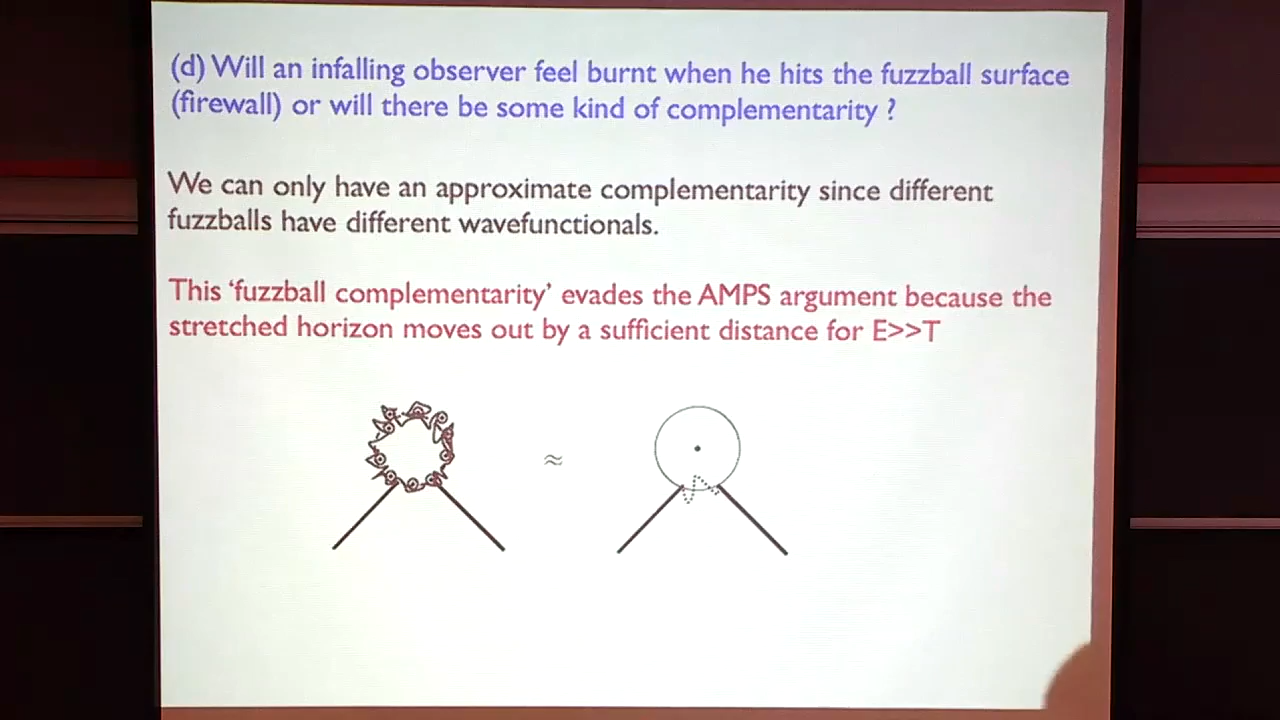 (d) Will an infalling observer feel burnt when he hits the fuzzball surface
(firewall) or will there be some kind of complementarity ?
We can only have an approximate complementarity since different
fuzzballs have different wavefunctionals.
This ‘fuzzball complementarity’ evades the AMPS argument because the
stretched horizon moves out by a sufficient distance for E>>T
≈